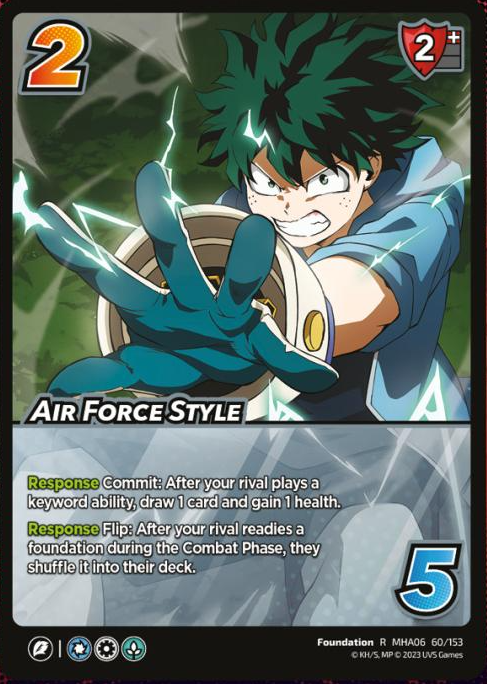 2
2 +
AIR FORCE STYLE
Response Commit: After your rival plays a
keyword ability, draw 1 card and gain 1 health.
Response Flip: After your rival readies a
foundation during the Combat Phase, they
shuffle it into their deck.
5
Foundation R MHA06 60/153
© KH/S, MP © 2023 UVS Games